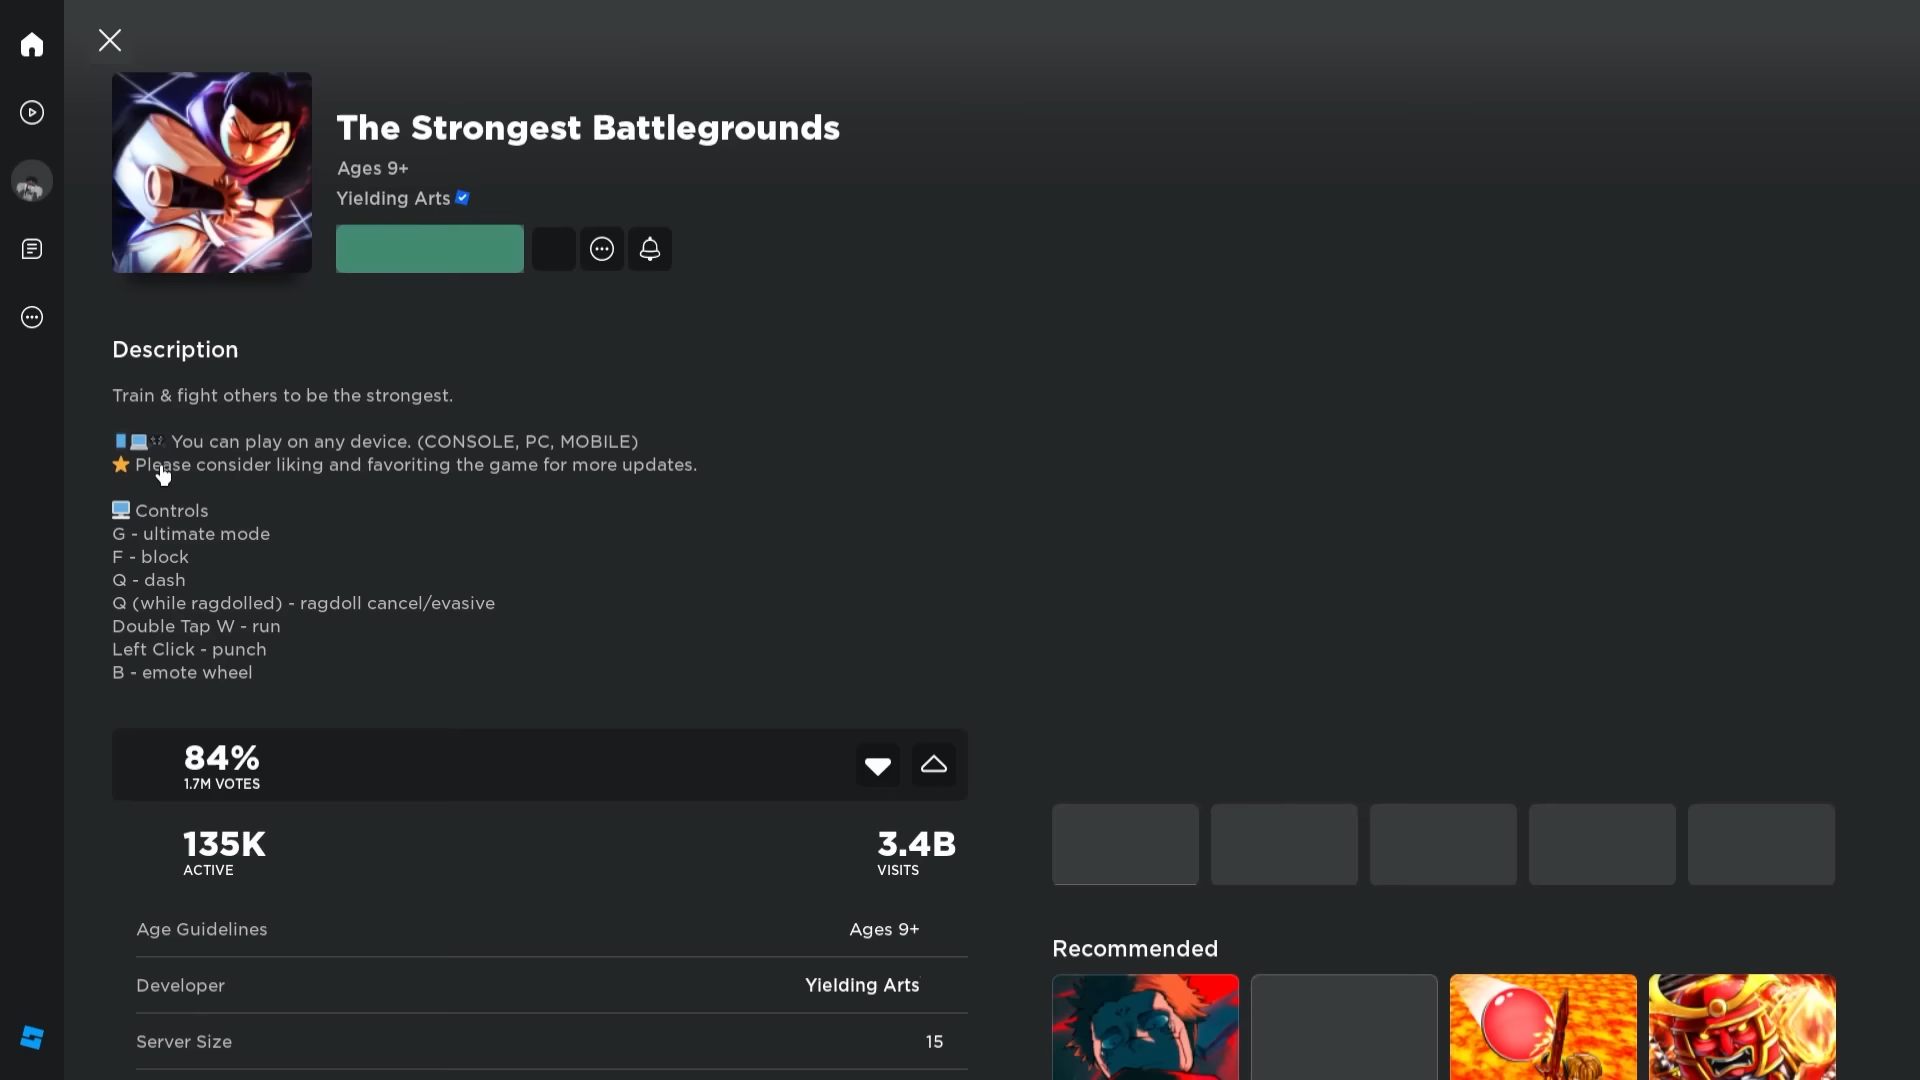 The Strongest Battlegrounds
Ages 9+
Yielding Arts
Description
Train & fight others to be the strongest.
📱💻🎮 You can play on any device. (CONSOLE, PC, MOBILE)
⭐ Please consider liking and favoriting the game for more updates.
🖥️ Controls
G - ultimate mode
F - block
Q - dash
Q (while ragdolled) - ragdoll cancel/evasive
Double Tap W - run
Left Click - punch
B - emote wheel
84%
1.7M VOTES
135K
ACTIVE
3.4B
VISITS
Age Guidelines Ages 9+
Developer Yielding Arts
Server Size 15
Recommended